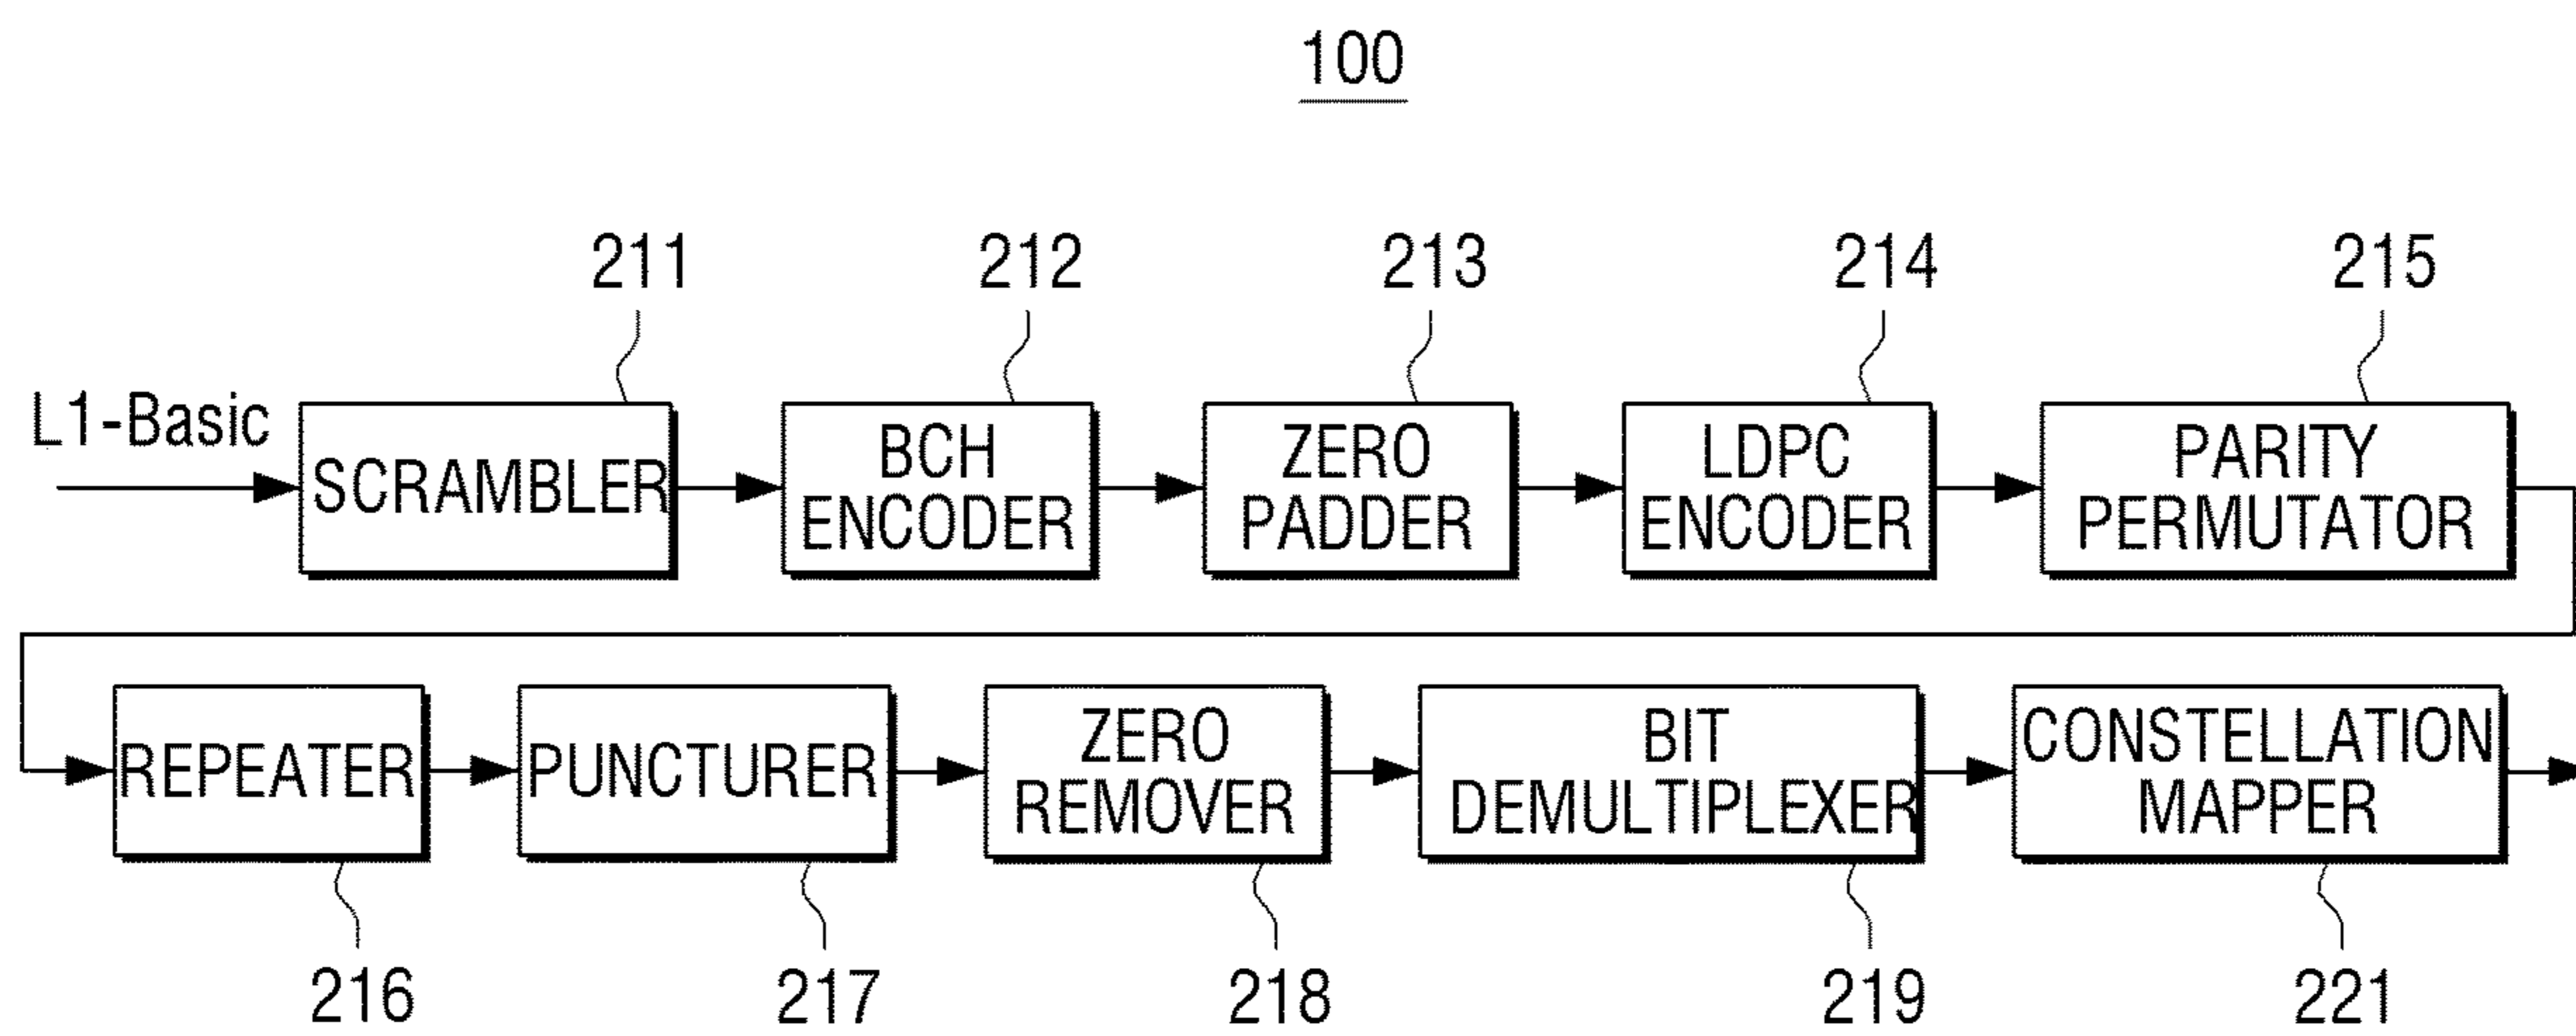 100
211
212
213
214
215
L1-Basic
SCRAMBLER
BCH
ENCODER
ZERO
PADDER
LDPC
ENCODER
PARITY
PERMUTATOR
REPEATER
PUNCTURER
ZERO
REMOVER
BIT
DEMULTIPLEXER
CONSTELLATION
MAPPER
216
217
218
219
221